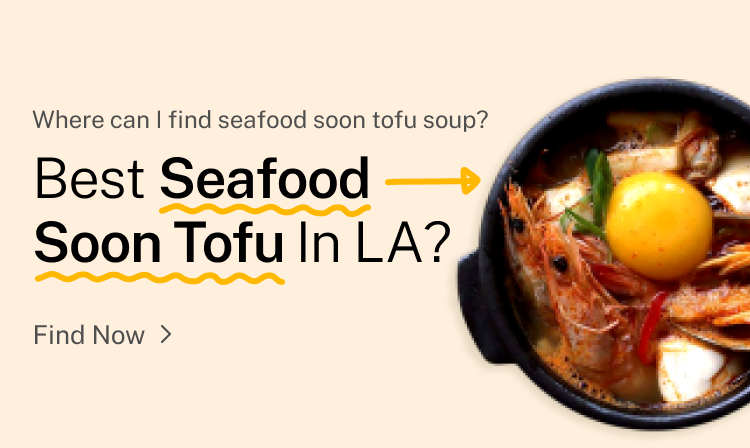 Where can I find seafood soon tofu soup?
Best Seafood
Soon Tofu In LA?
Find Now